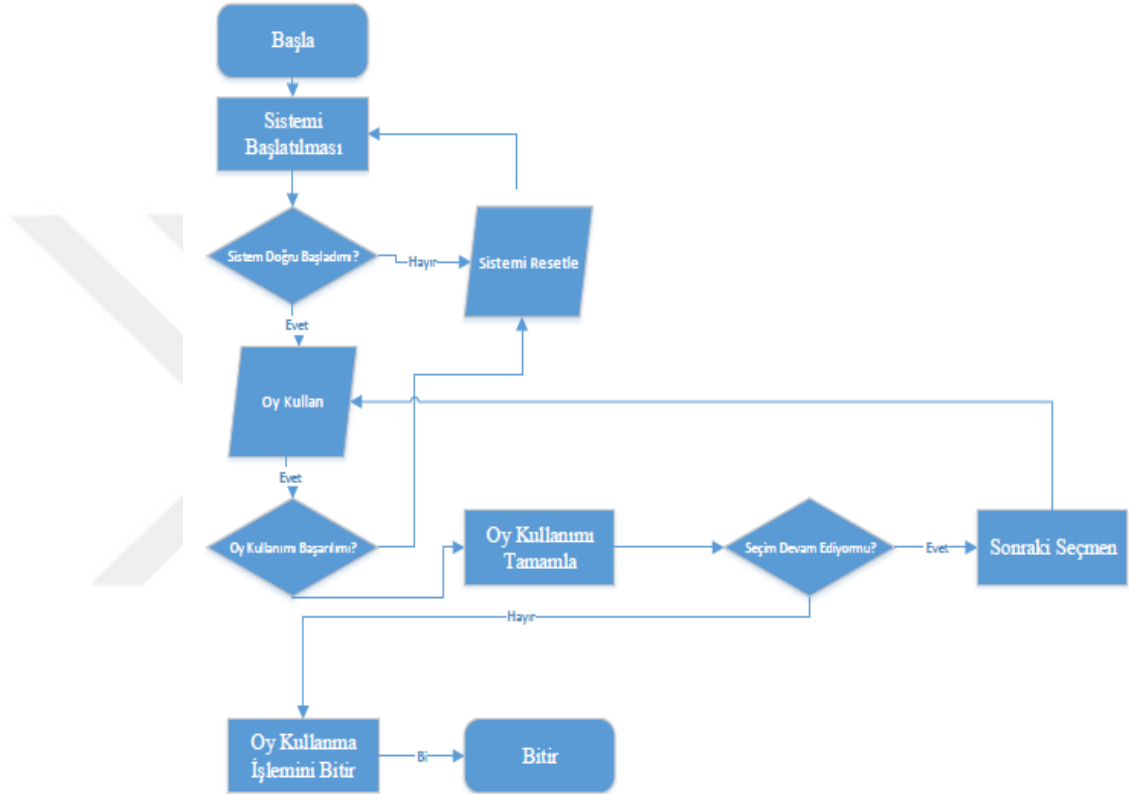 Başla
Sistemi
Başlatılması
Sistem Doğru Başladımı?
Hayır
Sistemi Resetle
Evet
Oy Kullan
Evet
Oy Kullanımı Başarılımı?
Oy Kullanımı
Tamamla
Seçim Devam Ediyormu?
Evet
Sonraki Seçmen
Hayır
Oy Kullanma
İşlemini Bitir
Bi
Bitir